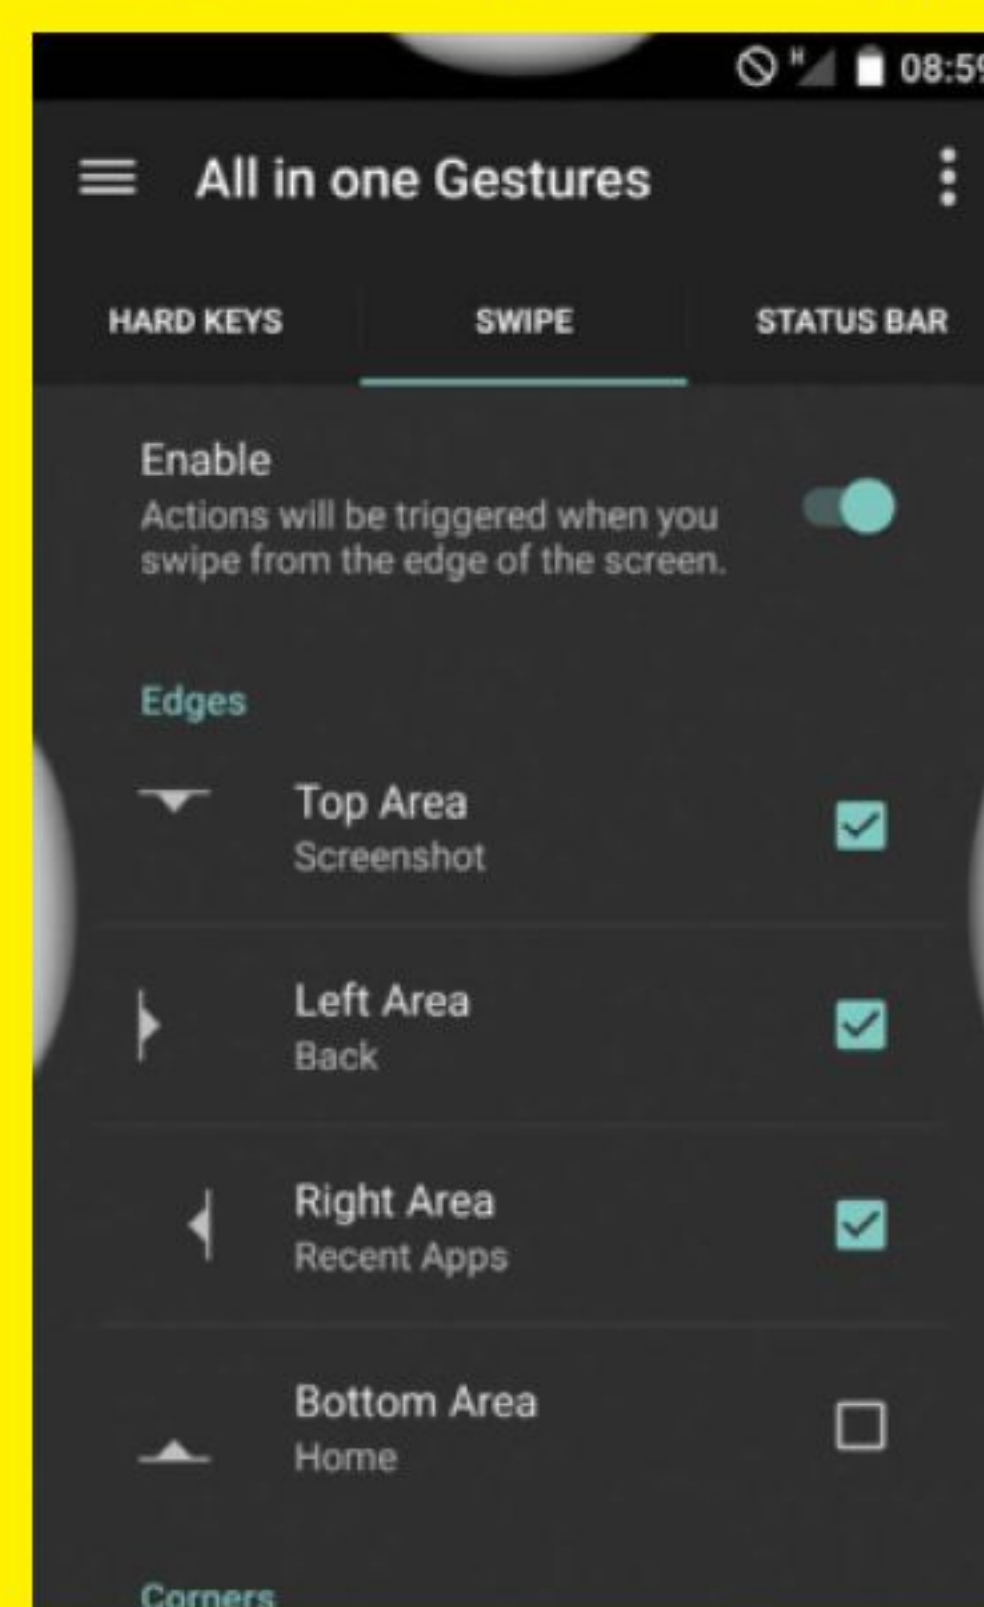 H 08:59
All in one Gestures
HARD KEYS SWIPE STATUS BAR
Enable
Actions will be triggered when you
swipe from the edge of the screen.
Edges
Top Area
Screenshot
Left Area
Back
Right Area
Recent Apps
Bottom Area
Home
Corners